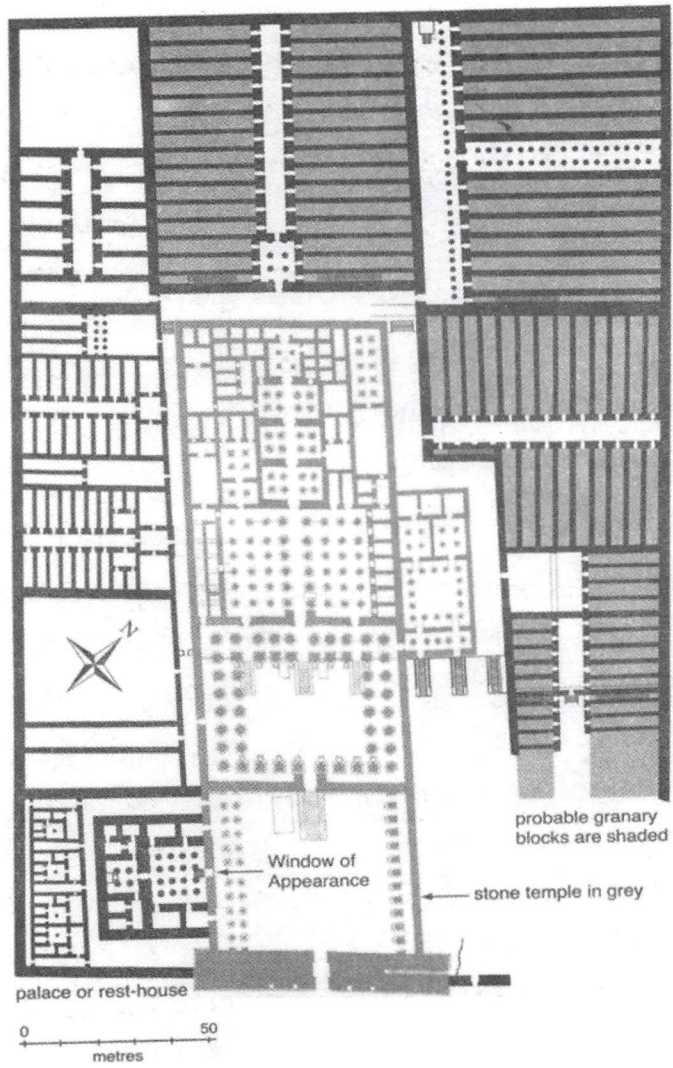 N
probable granary
blocks are shaded
Window of
Appearance
stone temple in grey
palace or rest-house
0 50
metres